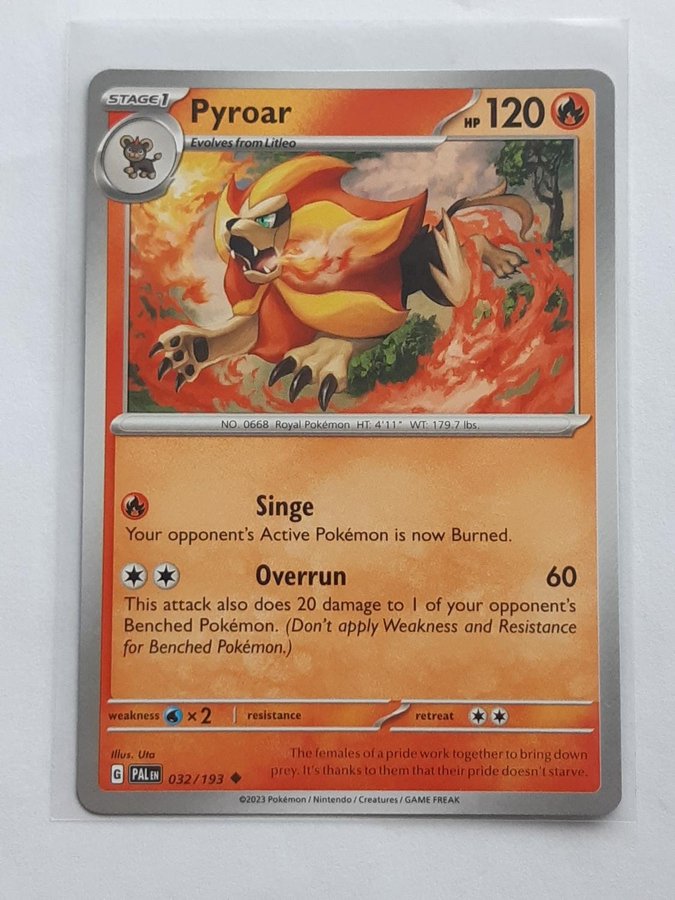 STAGE 1
Pyroar
HP 120
Evolves from Litleo
NO. 0668 Royal Pokémon HT: 4'11" WT: 179.7 lbs.
Singe
Your opponent's Active Pokémon is now Burned.
Overrun 60
This attack also does 20 damage to 1 of your opponent's
Benched Pokémon. (Don't apply Weakness and Resistance
for Benched Pokémon.)
weakness ×2 resistance retreat
Illus. Uta
The females of a pride work together to bring down
prey. It's thanks to them that their pride doesn't starve.
G PAL EN 032/193
©2023 Pokémon / Nintendo / Creatures / GAME FREAK